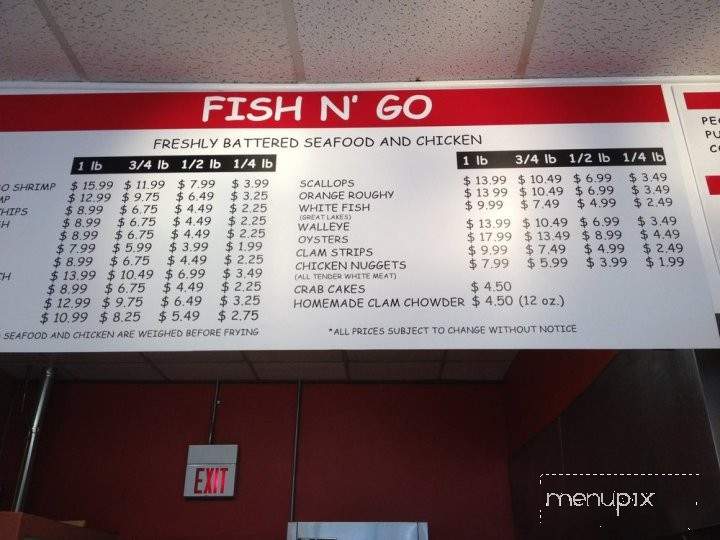 FISH N' GO
FRESHLY BATTERED SEAFOOD AND CHICKEN
1 lb 3/4 lb 1/2 lb 1/4 lb
SHRIMP $ 15.99 $ 11.99 $ 7.99 $ 3.99
$ 12.99 $ 9.75 $ 6.49 $ 3.25
$ 8.99 $ 6.75 $ 4.49 $ 2.25
$ 8.99 $ 6.75 $ 4.49 $ 2.25
$ 8.99 $ 6.75 $ 4.49 $ 2.25
$ 7.99 $ 5.99 $ 3.99 $ 1.99
$ 8.99 $ 6.75 $ 4.49 $ 2.25
$ 13.99 $ 10.49 $ 6.99 $ 3.49
$ 8.99 $ 6.75 $ 4.49 $ 2.25
$ 12.99 $ 9.75 $ 6.49 $ 3.25
$ 10.99 $ 8.25 $ 5.49 $ 2.75
SEAFOOD AND CHICKEN ARE WEIGHED BEFORE FRYING
1 lb 3/4 lb 1/2 lb 1/4 lb
SCALLOPS $ 13.99 $ 10.49 $ 6.99 $ 3.49
ORANGE ROUGHY $ 13 99 $ 10.49 $ 6.99 $ 3.49
WHITE FISH $ 9.99 $ 7.49 $ 4.99 $ 2.49
(GREAT LAKES)
WALLEYE $ 13.99 $ 10.49 $ 6.99 $ 3.49
OYSTERS $ 17.99 $ 13.49 $ 8.99 $ 4.49
CLAM STRIPS $ 9.99 $ 7.49 $ 4.99 $ 2.49
CHICKEN NUGGETS $ 7.99 $ 5.99 $ 3.99 $ 1.99
(ALL TENDER WHITE MEAT)
CRAB CAKES $ 4.50
HOMEMADE CLAM CHOWDER $ 4.50 (12 oz.)
*ALL PRICES SUBJECT TO CHANGE WITHOUT NOTICE
EXIT
menupix